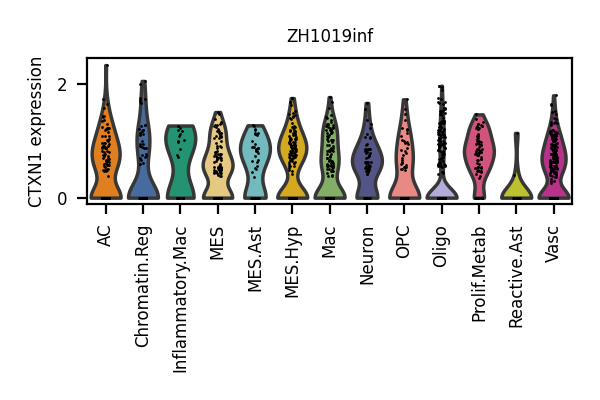 ZH1019inf
CTXN1 expression
2
0
AC
Chromatin.Reg
Inflammatory.Mac
MES
MES.Ast
MES.Hyp
Mac
Neuron
OPC
Oligo
Prolif.Metab
Reactive.Ast
Vasc